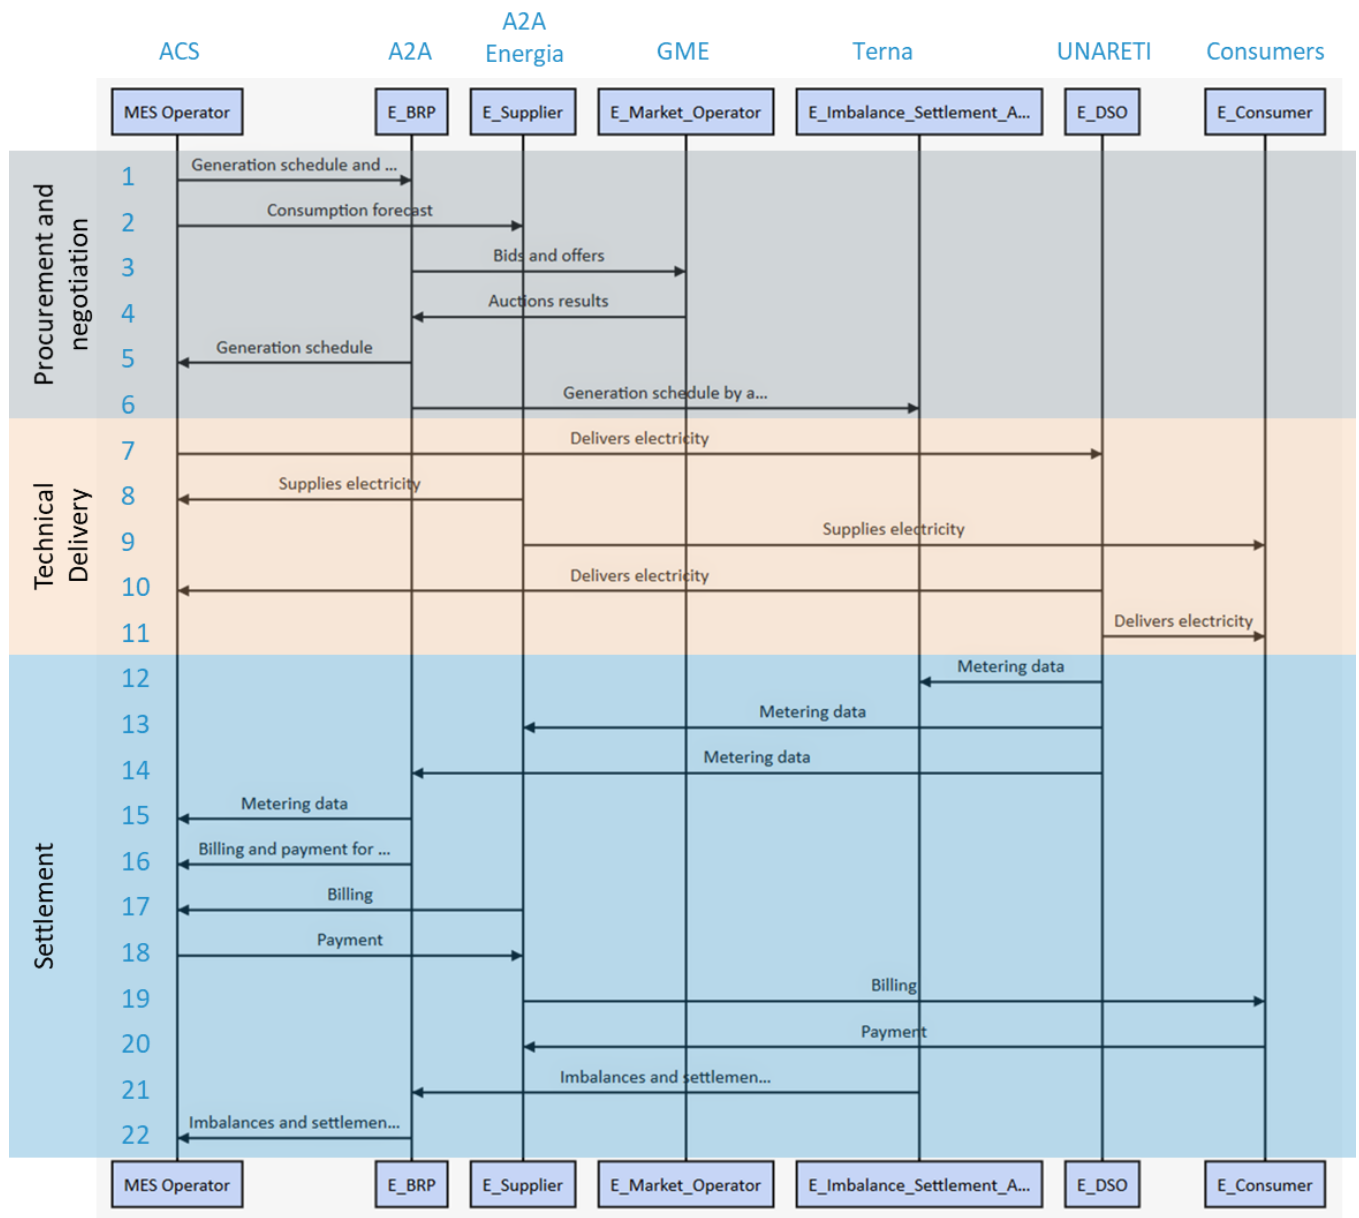 A2A
ACS A2A Energia GME Terna UNARETI Consumers
MES Operator E_BRP E_Supplier E_Market_Operator E_Imbalance_Settlement_A... E_DSO E_Consumer
Procurement and
negotiation
1 Generation schedule and ...
2 Consumption forecast
3 Bids and offers
4 Auctions results
5 Generation schedule
6 Generation schedule by a...
Technical
Delivery
7 Delivers electricity
8 Supplies electricity
9 Supplies electricity
10 Delivers electricity
11 Delivers electricity
Settlement
12 Metering data
13 Metering data
14 Metering data
15 Metering data
16 Billing and payment for ...
17 Billing
18 Payment
19 Billing
20 Payment
21 Imbalances and settlemen...
22 Imbalances and settlemen...
MES Operator E_BRP E_Supplier E_Market_Operator E_Imbalance_Settlement_A... E_DSO E_Consumer